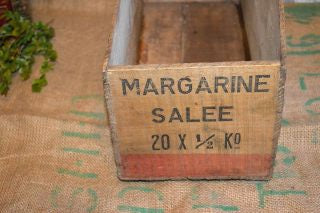 MARGARINE
SALEE
20 X ½ KO